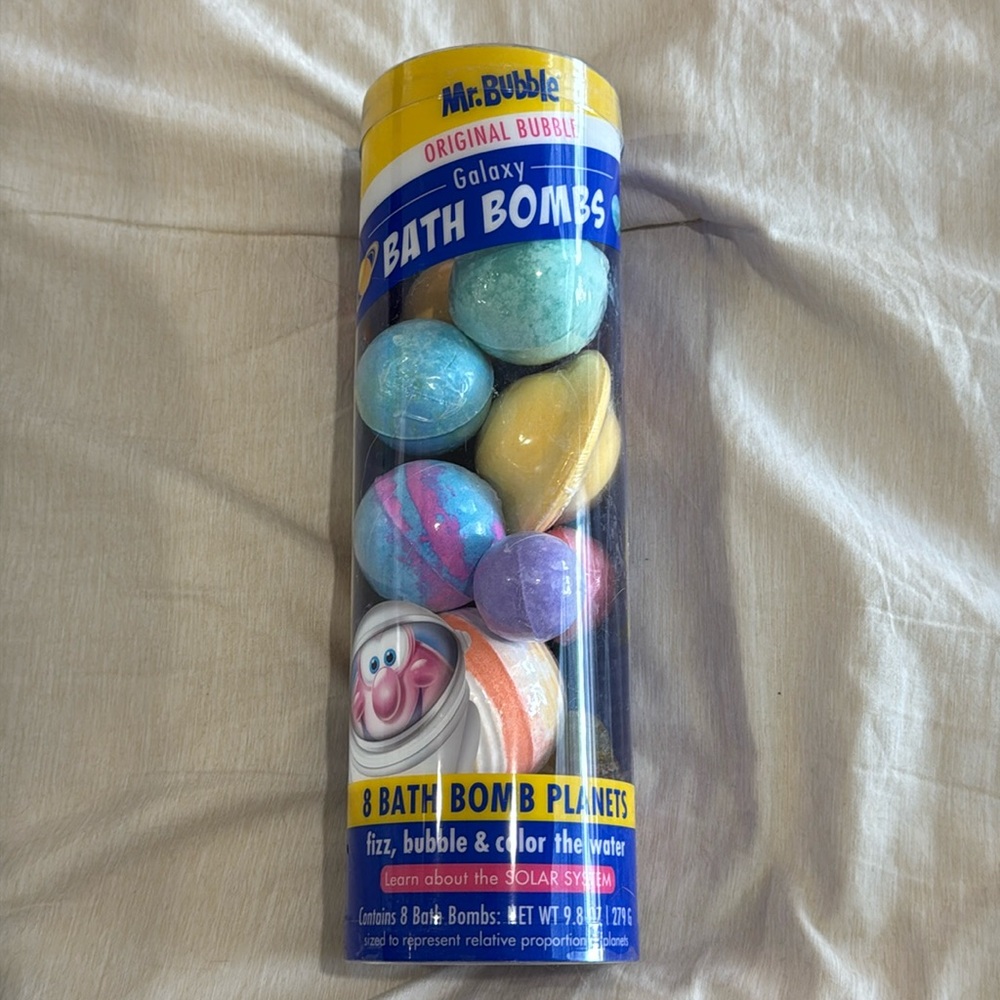 Mr. Bubble
ORIGINAL BUBBLE
Galaxy
BATH BOMBS
8 BATH BOMB PLANETS
fizz, bubble & color the water
Learn about the SOLAR SYSTEM
Contains 8 Bath Bombs: NET WT 9.8 OZ | 279 G
sized to represent relative proportion of planets